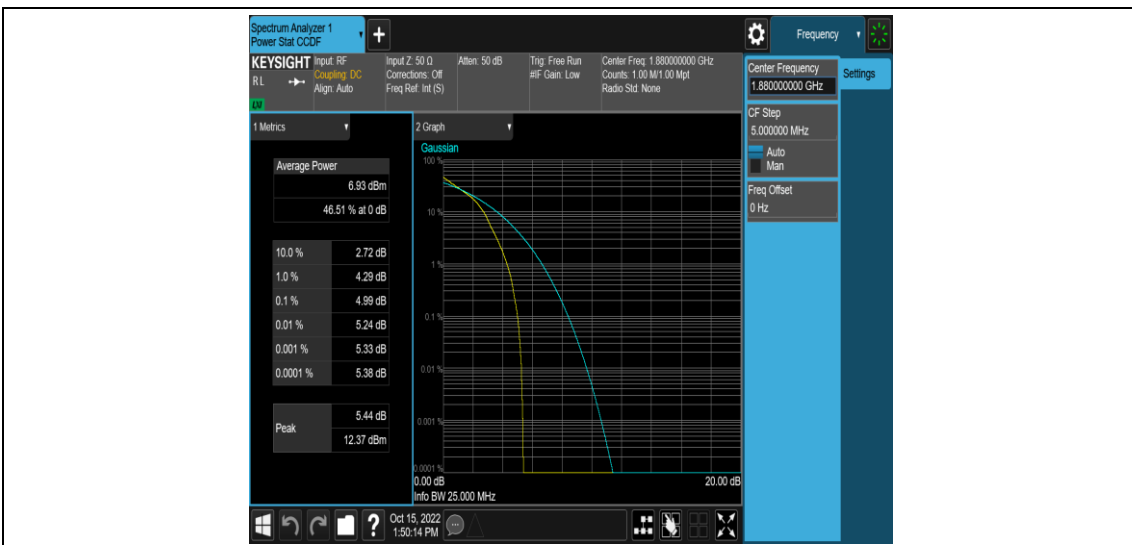 Spectrum Analyzer 1
Power Stat CCDF
+
Frequency
KEYSIGHT
RL
LXI
Input: RF
Coupling: DC
Align: Auto
Input Z: 50 Ω
Corrections: Off
Freq Ref: Int (S)
Atten: 50 dB
Trig: Free Run
#IF Gain: Low
Center Freq: 1.880000000 GHz
Counts: 1.00 M/1.00 Mpt
Radio Std: None
Center Frequency
1.880000000 GHz
Settings
CF Step
5.000000 MHz
Auto
Man
Freq Offset
0 Hz
1 Metrics
Average Power
6.93 dBm
46.51 % at 0 dB
10.0 % 2.72 dB
1.0 % 4.29 dB
0.1 % 4.99 dB
0.01 % 5.24 dB
0.001 % 5.33 dB
0.0001 % 5.38 dB
Peak
5.44 dB
12.37 dBm
2 Graph
Gaussian
100 %
10 %
1 %
0.1 %
0.01 %
0.001 %
0.0001 %
0.00 dB 20.00 dB
Info BW 25.000 MHz
? Oct 15, 2022
1:50:14 PM